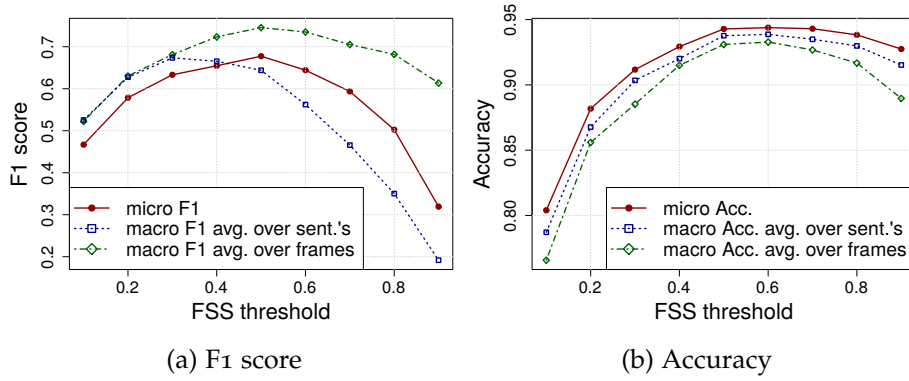 F1 score
0.2 0.3 0.4 0.5 0.6 0.7
micro F1
macro F1 avg. over sent.'s
macro F1 avg. over frames
0.2 0.4 0.6 0.8
FSS threshold
(a) F1 score
Accuracy
0.80 0.85 0.90 0.95
micro Acc.
macro Acc. avg. over sent.'s
macro Acc. avg. over frames
0.2 0.4 0.6 0.8
FSS threshold
(b) Accuracy